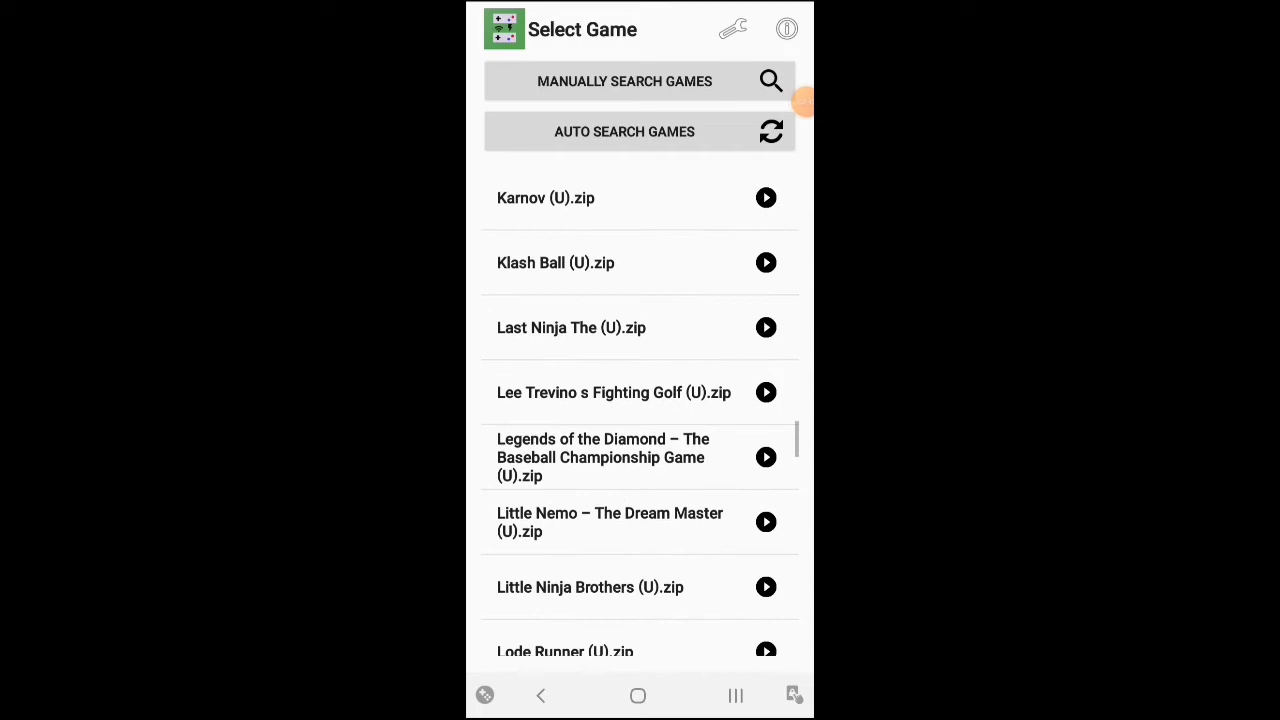 Select Game
MANUALLY SEARCH GAMES
AUTO SEARCH GAMES
Karnov (U).zip
Klash Ball (U).zip
Last Ninja The (U).zip
Lee Trevino s Fighting Golf (U).zip
Legends of the Diamond – The
Baseball Championship Game
(U).zip
Little Nemo – The Dream Master
(U).zip
Little Ninja Brothers (U).zip
Lode Runner (U).zip